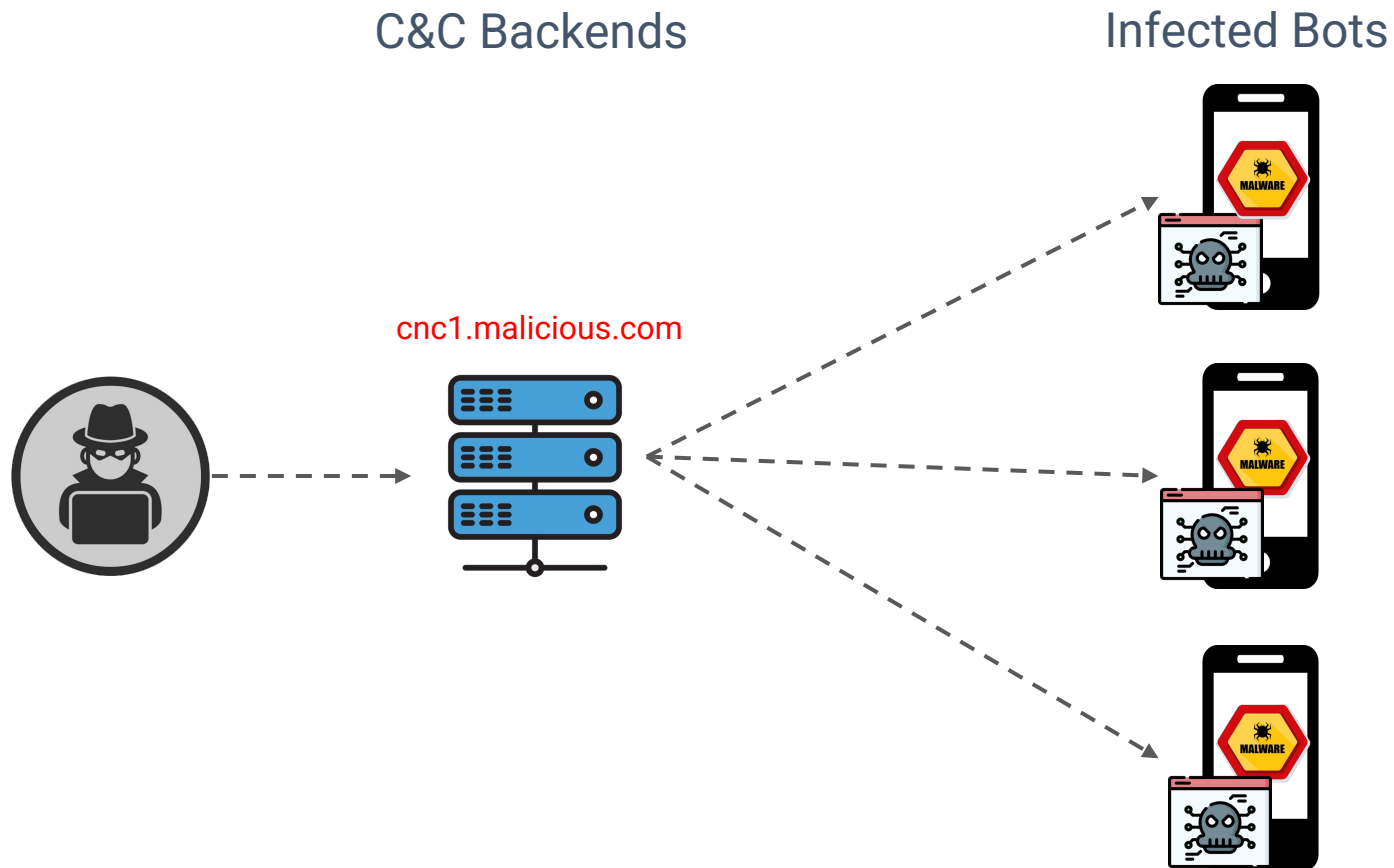 C&C Backends
Infected Bots
MALWARE
cnc1.malicious.com
MALWARE
MALWARE